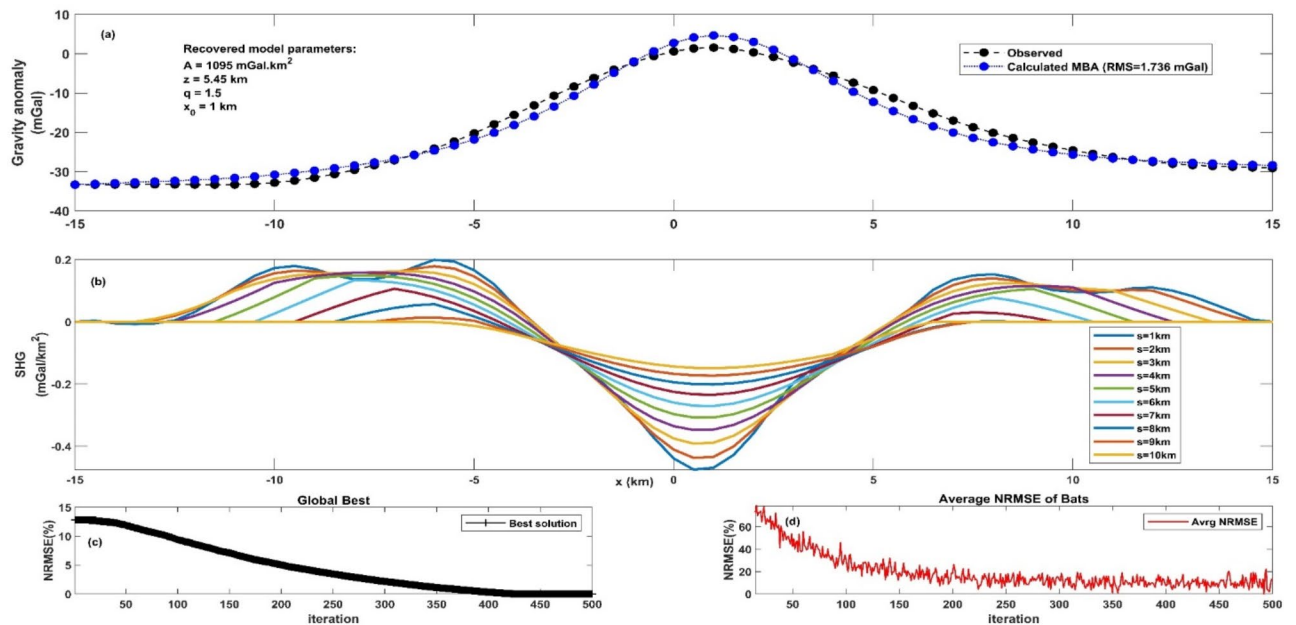 (a)
Recovered model parameters:
A = 1095 mGal.km²
z = 5.45 km
q = 1.5
x₀ = 1 km
Observed
Calculated MBA (RMS=1.736 mGal)
Gravity anomaly
(mGal)
10
0
-10
-20
-30
-40
-15
-10
-5
0
5
10
15
(b)
SHG
(mGal/km²)
0.2
0
-0.2
-0.4
s=1km
s=2km
s=3km
s=4km
s=5km
s=6km
s=7km
s=8km
s=9km
s=10km
-15
-10
-5
x (km)
0
5
10
15
Global Best
(c)
Best solution
NRMSE(%)
15
10
5
0
50
100
150
200
250
300
350
400
450
500
iteration
Average NRMSE of Bats
(d)
Avrg NRMSE
NRMSE(%)
60
40
20
0
50
100
150
200
250
300
350
400
450
500
iteration